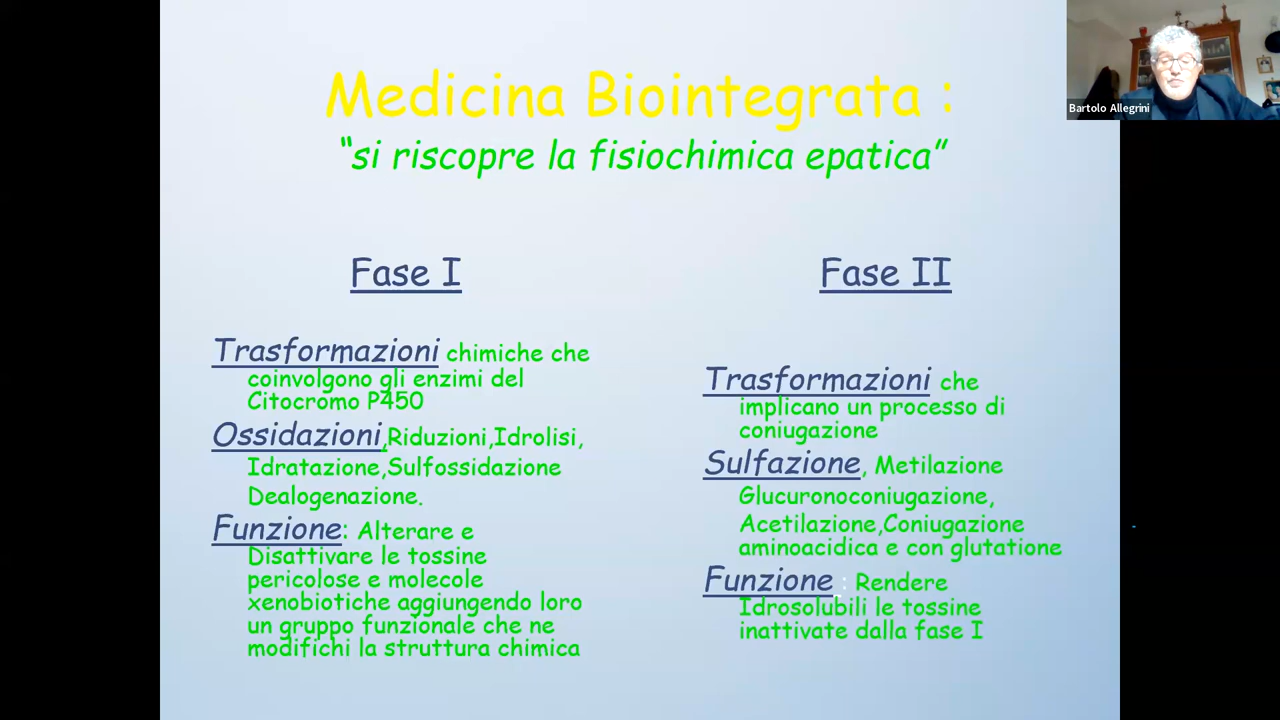 Medicina Biointegrata :
“si riscopre la fisiochimica epatica”
Bartolo Allegrini
Fase I
Trasformazioni chimiche che
coinvolgono gli enzimi del
Citocromo P450
Ossidazioni,Riduzioni,Idrolisi,
Idratazione,Sulfossidazione
Dealogenazione.
Funzione: Alterare e
Disattivare le tossine
pericolose e molecole
xenobiotiche aggiungendo loro
un gruppo funzionale che ne
modifichi la struttura chimica
Fase II
Trasformazioni che
implicano un processo di
coniugazione
Sulfazione, Metilazione
Glucuronoconiugazione,
Acetilazione,Coniugazione
aminoacidica e con glutatione
Funzione : Rendere
Idrosolubili le tossine
inattivate dalla fase I